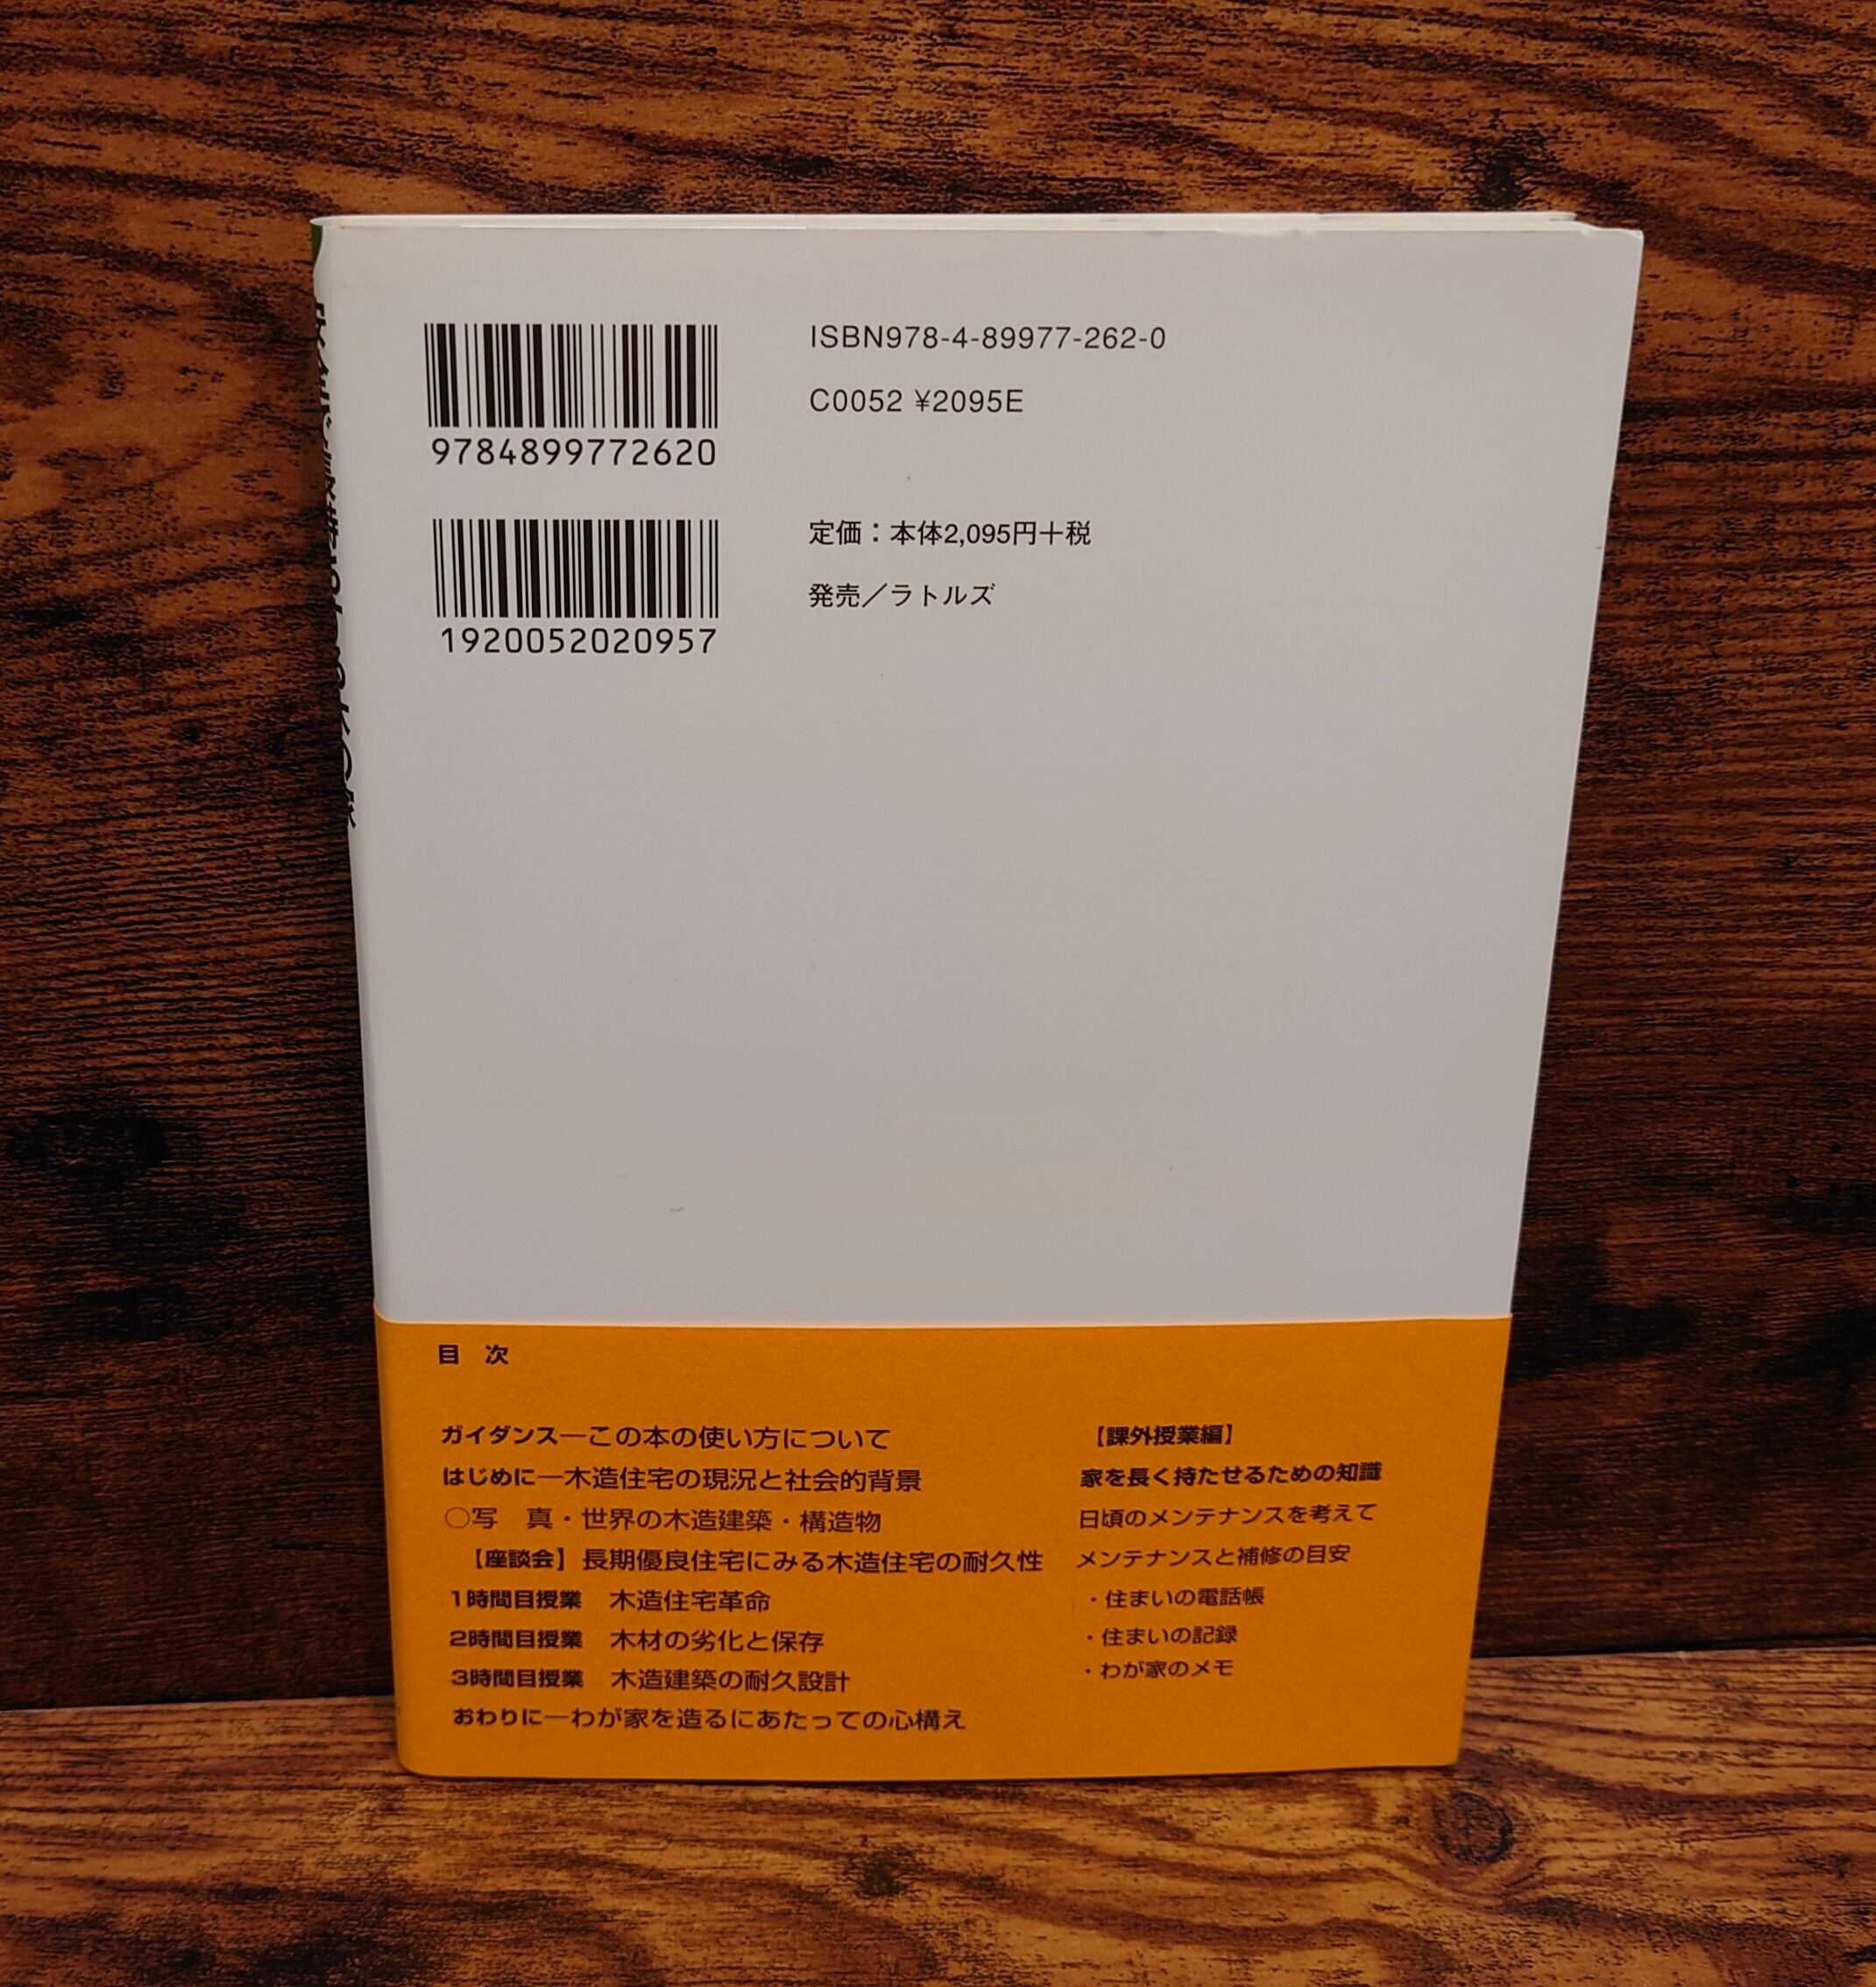 9784899772620
ISBN978-4-89977-262-0
C0052 ¥2095E
1920052020957
定価：本体2,095円＋税
発売／ラトルズ
目　次
ガイダンス―この本の使い方について
はじめに―木造住宅の現況と社会的背景
○写　真・世界の木造建築・構造物
【座談会】長期優良住宅にみる木造住宅の耐久性
1時間目授業　木造住宅革命
2時間目授業　木材の劣化と保存
3時間目授業　木造建築の耐久設計
おわりに―わが家を造るにあたっての心構え
【課外授業編】
家を長く持たせるための知識
日頃のメンテナンスを考えて
メンテナンスと補修の目安
・住まいの電話帳
・住まいの記録
・わが家のメモ